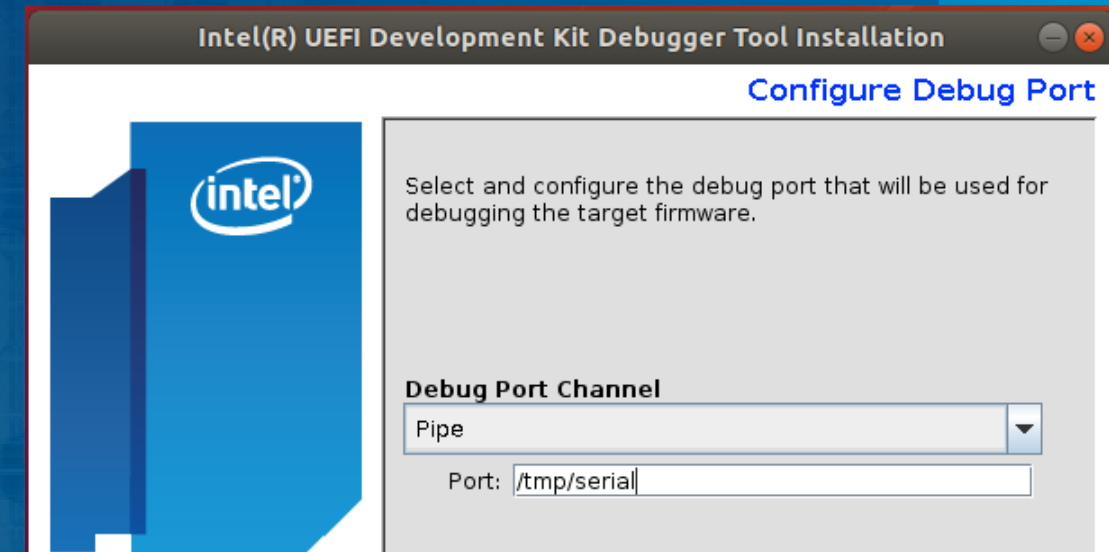 Intel(R) UEFI Development Kit Debugger Tool Installation
Configure Debug Port
intel
Select and configure the debug port that will be used for
debugging the target firmware.
Debug Port Channel
Pipe
Port: /tmp/serial